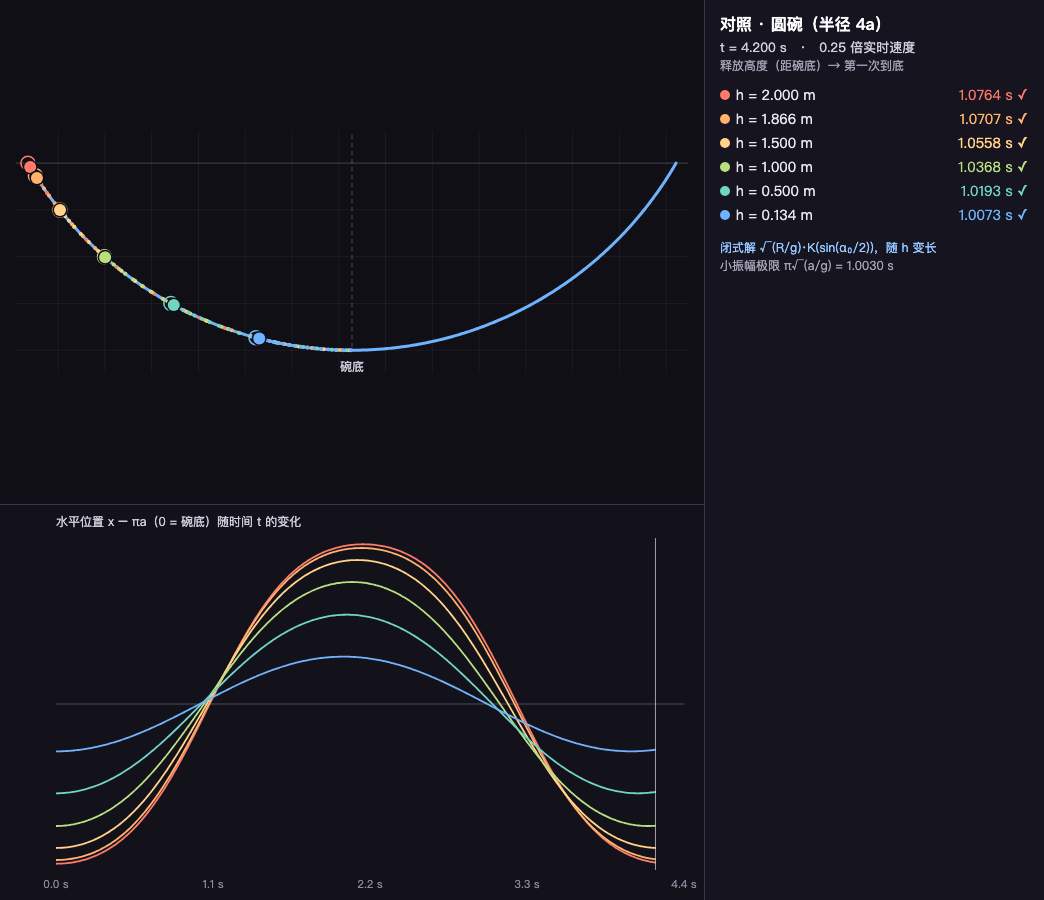 对照 · 圆碗（半径 4a）
t = 4.200 s · 0.25 倍实时速度
释放高度（距碗底）→ 第一次到底
h = 2.000 m 1.0764 s ✓
h = 1.866 m 1.0707 s ✓
h = 1.500 m 1.0558 s ✓
h = 1.000 m 1.0368 s ✓
h = 0.500 m 1.0193 s ✓
h = 0.134 m 1.0073 s ✓
闭式解 √(R/g)·K(sin(α₀/2))，随 h 变长
小振幅极限 π√(a/g) = 1.0030 s
碗底
水平位置 x − πa（0 = 碗底）随时间 t 的变化
0.0 s 1.1 s 2.2 s 3.3 s 4.4 s